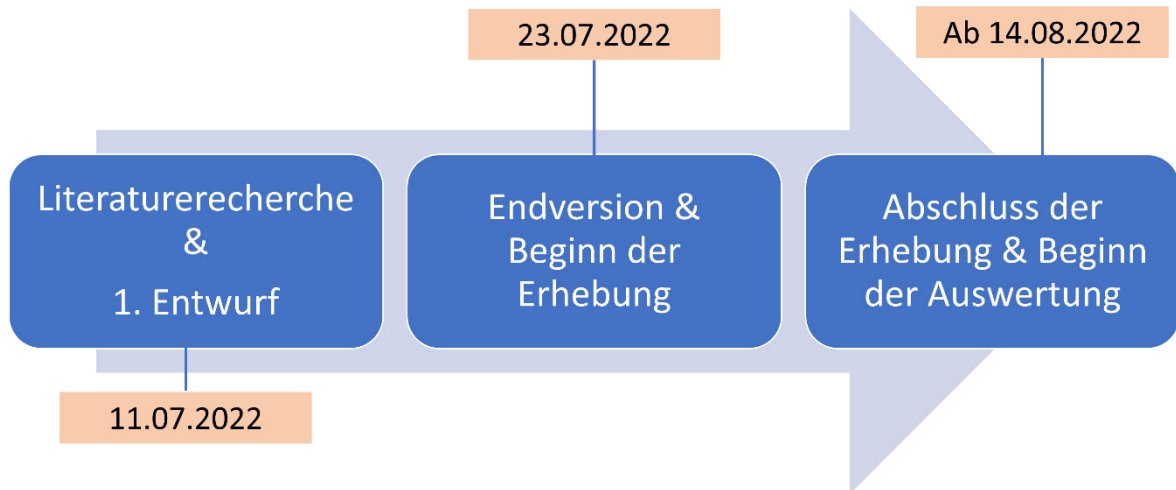 23.07.2022
Ab 14.08.2022
Literaturerecherche
&
1. Entwurf
Endversion &
Beginn der
Erhebung
Abschluss der
Erhebung & Beginn
der Auswertung
11.07.2022